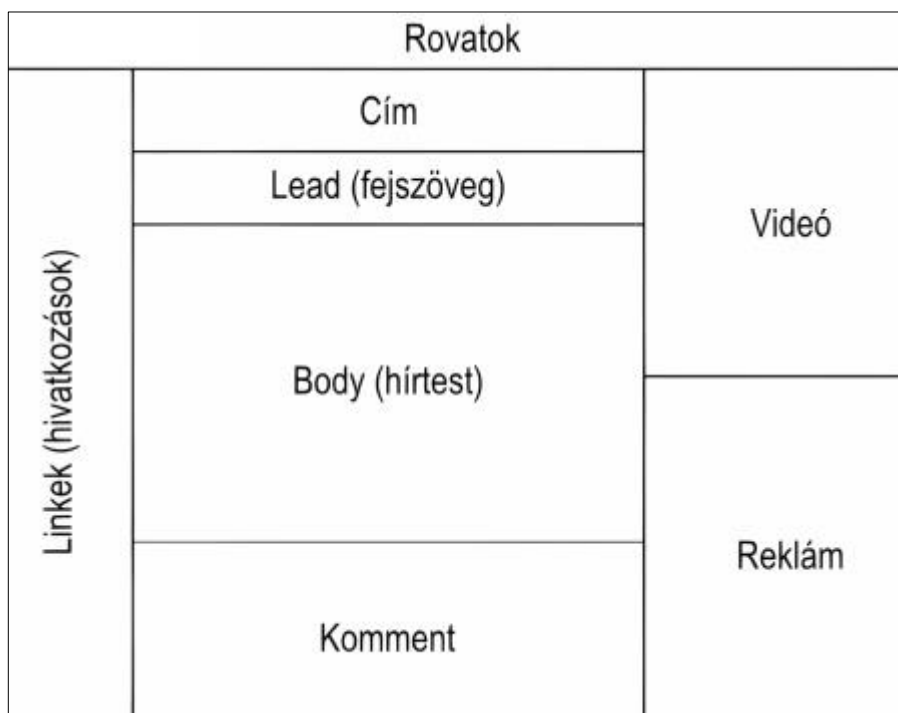 Rovatok
Linkek (hivatkozások)
Cím
Lead (fejszöveg)
Body (hírtest)
Komment
Videó
Reklám